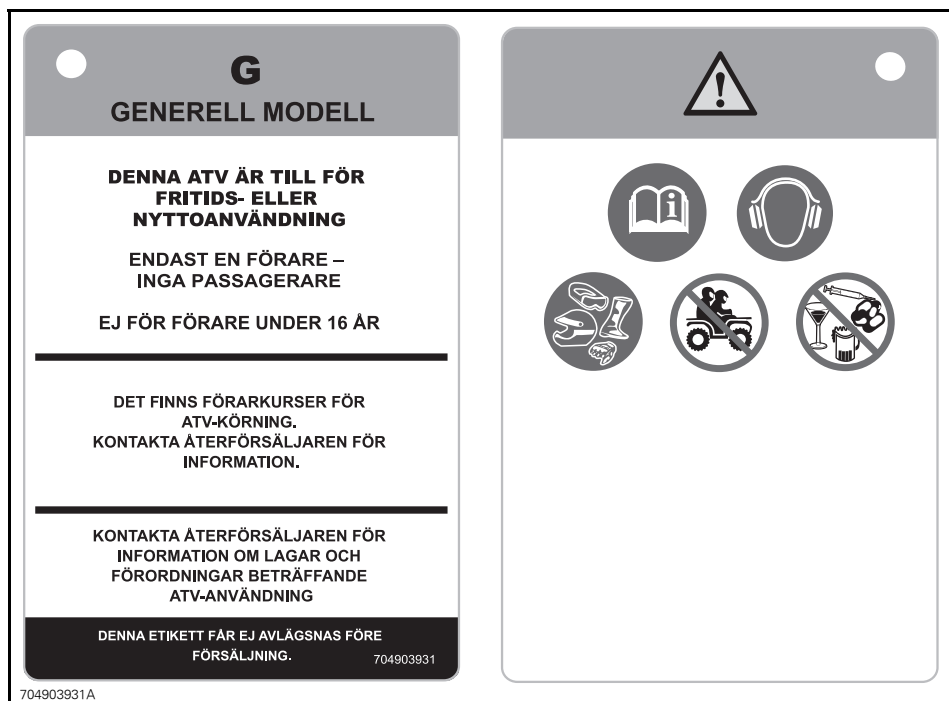 G
GENERELL MODELL
DENNA ATV ÄR TILL FÖR
FRITIDS- ELLER
NYTTOANVÄNDNING
ENDAST EN FÖRARE –
INGA PASSAGERARE
EJ FÖR FÖRARE UNDER 16 ÅR
DET FINNS FÖRARKURSER FÖR
ATV-KÖRNING.
KONTAKTA ÅTERFÖRSÄLJAREN FÖR
INFORMATION.
KONTAKTA ÅTERFÖRSÄLJAREN FÖR
INFORMATION OM LAGAR OCH
FÖRORDNINGAR BETRÄFFANDE
ATV-ANVÄNDNING
DENNA ETIKETT FÅR EJ AVLÄGSNAS FÖRE
FÖRSÄLJNING.
704903931
704903931A